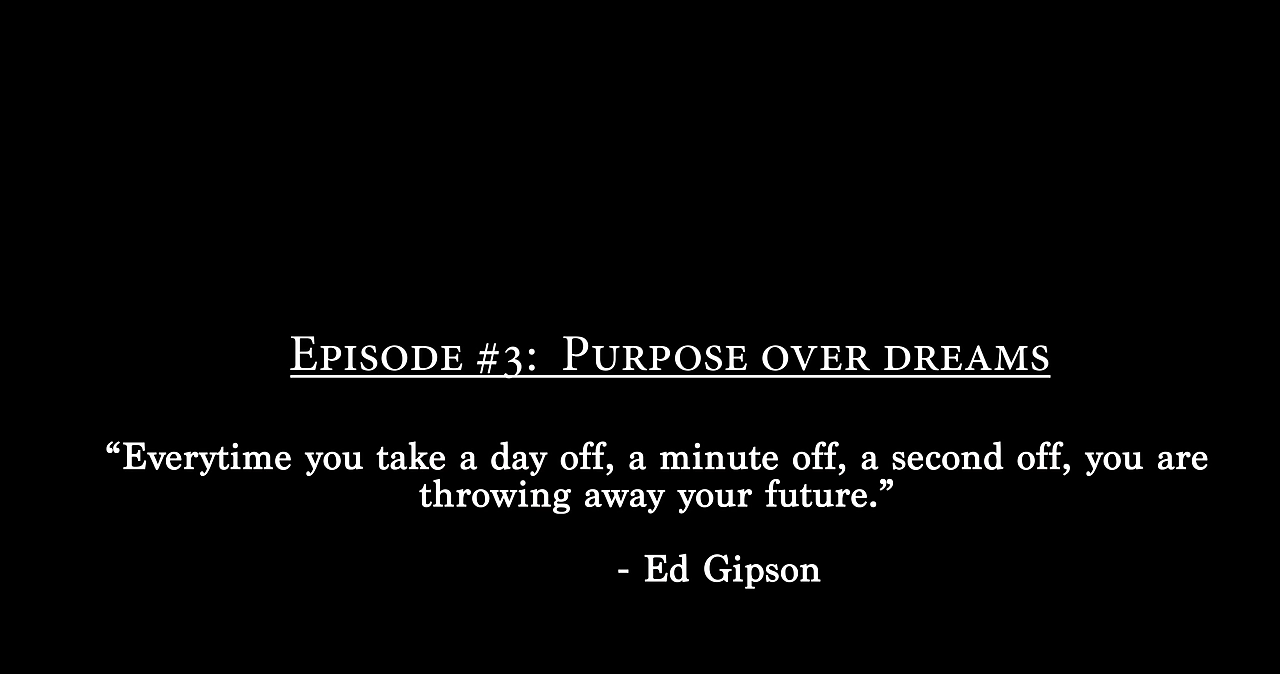 Episode #3: Purpose over dreams
“Everytime you take a day off, a minute off, a second off, you are
throwing away your future.”
- Ed Gipson